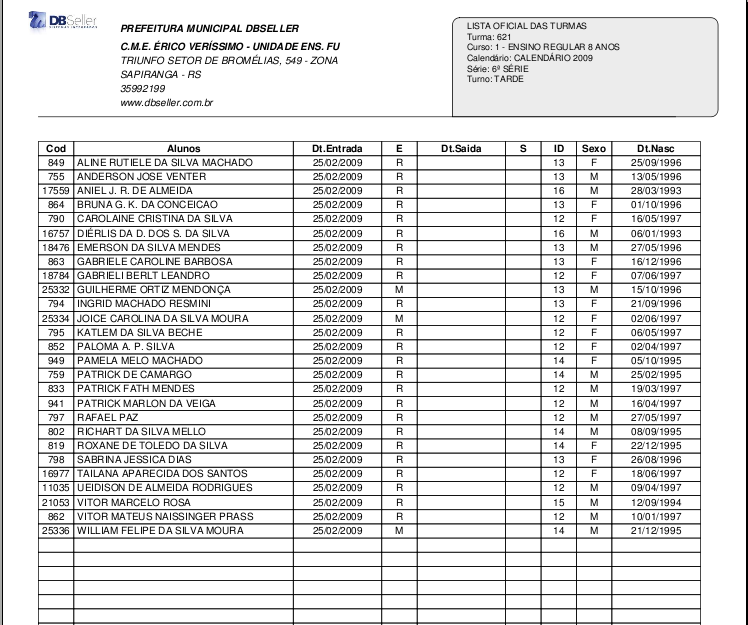 DBSeller
PREFEITURA MUNICIPAL DBSELLER
C.M.E. ÉRICO VERÍSSIMO - UNIDADE ENS. FU
TRIUNFO SETOR DE BROMÉLIAS, 549 - ZONA
SAPIRANGA - RS
35992199
www.dbseller.com.br
LISTA OFICIAL DAS TURMAS
Turma: 621
Curso: 1 - ENSINO REGULAR 8 ANOS
Calendário: CALENDÁRIO 2009
Série: 6ª SÉRIE
Turno: TARDE
Cod Alunos Dt.Entrada E Dt.Saida S ID Sexo Dt.Nasc
849 ALINE RUTIELE DA SILVA MACHADO 25/02/2009 R 13 F 25/09/1996
755 ANDERSON JOSE VENTER 25/02/2009 R 13 M 13/05/1996
17559 ANIEL J. R. DE ALMEIDA 25/02/2009 R 16 M 28/03/1993
864 BRUNA G. K. DA CONCEICAO 25/02/2009 R 13 F 01/10/1996
790 CAROLAINE CRISTINA DA SILVA 25/02/2009 R 12 F 16/05/1997
16757 DIÉRLIS DA D. DOS S. DA SILVA 25/02/2009 R 16 M 06/01/1993
18476 EMERSON DA SILVA MENDES 25/02/2009 R 13 M 27/05/1996
863 GABRIELE CAROLINE BARBOSA 25/02/2009 R 13 F 16/12/1996
18784 GABRIELI BERLT LEANDRO 25/02/2009 R 12 F 07/06/1997
25332 GUILHERME ORTIZ MENDONÇA 25/02/2009 M 13 M 15/10/1996
794 INGRID MACHADO RESMINI 25/02/2009 R 13 F 21/09/1996
25334 JOICE CAROLINA DA SILVA MOURA 25/02/2009 M 12 F 02/06/1997
795 KATLEM DA SILVA BECHE 25/02/2009 R 12 F 06/05/1997
852 PALOMA A. P. SILVA 25/02/2009 R 12 F 02/04/1997
949 PAMELA MELO MACHADO 25/02/2009 R 14 F 05/10/1995
759 PATRICK DE CAMARGO 25/02/2009 R 14 M 25/02/1995
833 PATRICK FATH MENDES 25/02/2009 R 12 M 19/03/1997
941 PATRICK MARLON DA VEIGA 25/02/2009 R 12 M 16/04/1997
797 RAFAEL PAZ 25/02/2009 R 12 M 27/05/1997
802 RICHART DA SILVA MELLO 25/02/2009 R 14 M 08/09/1995
819 ROXANE DE TOLEDO DA SILVA 25/02/2009 R 14 F 22/12/1995
798 SABRINA JESSICA DIAS 25/02/2009 R 13 F 26/08/1996
16977 TAILANA APARECIDA DOS SANTOS 25/02/2009 R 12 F 18/06/1997
11035 UEIDISON DE ALMEIDA RODRIGUES 25/02/2009 R 12 M 09/04/1997
21053 VITOR MARCELO ROSA 25/02/2009 R 15 M 12/09/1994
862 VITOR MATEUS NAISSINGER PRASS 25/02/2009 R 12 M 10/01/1997
25336 WILLIAM FELIPE DA SILVA MOURA 25/02/2009 M 14 M 21/12/1995